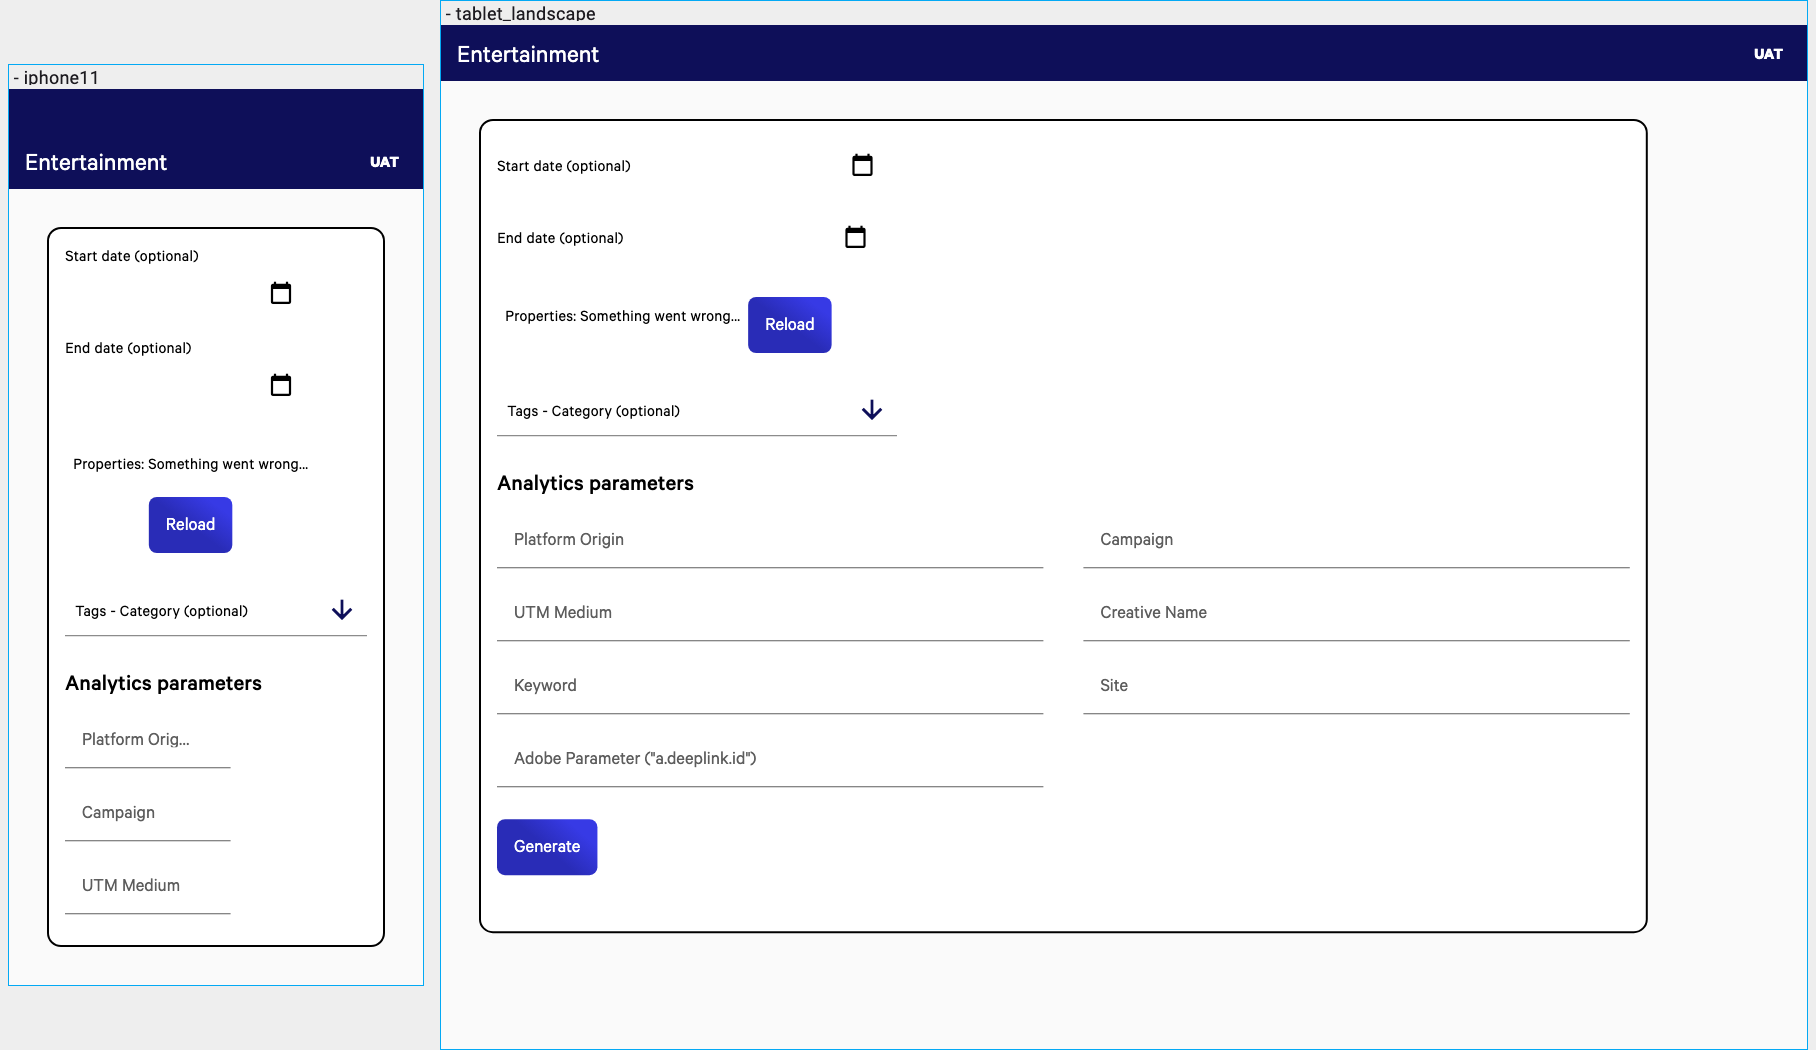 - iphone11
Entertainment
UAT
Start date (optional)
End date (optional)
Properties: Something went wrong...
Reload
Tags - Category (optional)
Analytics parameters
Platform Orig...
Campaign
UTM Medium
- tablet_landscape
Entertainment
UAT
Start date (optional)
End date (optional)
Properties: Something went wrong...
Reload
Tags - Category (optional)
Analytics parameters
Platform Origin
Campaign
UTM Medium
Creative Name
Keyword
Site
Adobe Parameter ("a.deeplink.id")
Generate